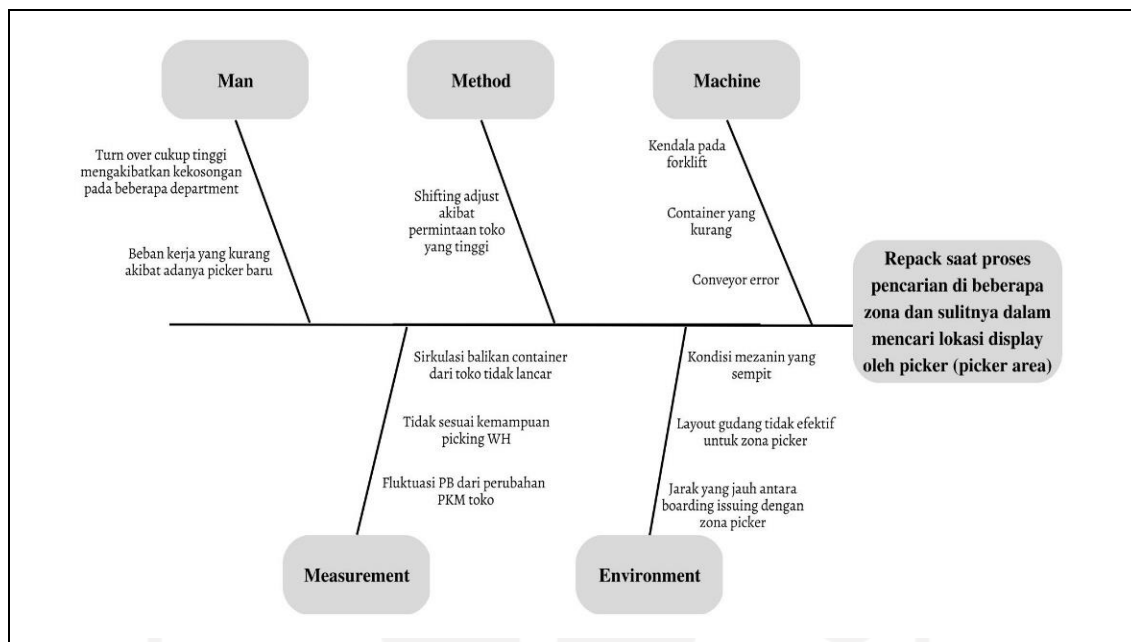 Man
Method
Machine
Turn over cukup tinggi
mengakibatkan kekosongan
pada beberapa department
Beban kerja yang kurang
akibat adanya picker baru
Shifting adjust
akibat
permintaan toko
yang tinggi
Kendala pada
forklift
Container yang
kurang
Conveyor error
Repack saat proses
pencarian di beberapa
zona dan sulitnya dalam
mencari lokasi display
oleh picker (picker area)
Sirkulasi balikan container
dari toko tidak lancar
Tidak sesuai kemampuan
picking WH
Fluktuasi PB dari perubahan
PKM toko
Kondisi mezanin yang
sempit
Layout gudang tidak efektif
untuk zona picker
Jarak yang jauh antara
boarding issuing dengan
zona picker
Measurement
Environment